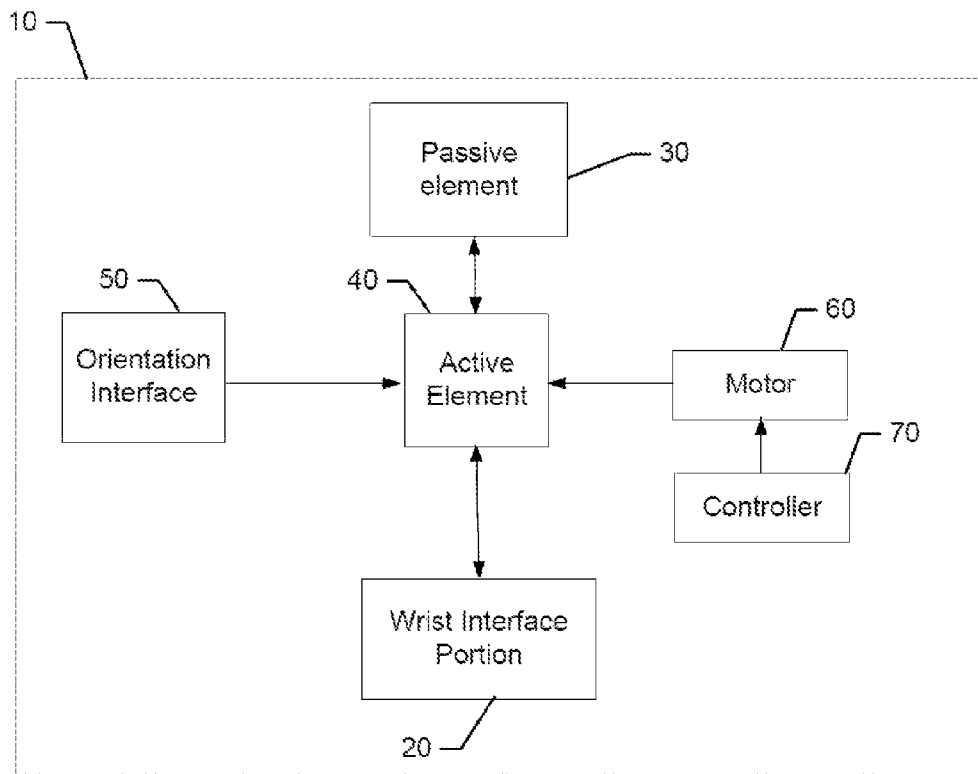 10
Passive
element
30
50
40
60
Orientation
Interface
Active
Element
Motor
70
Controller
Wrist Interface
Portion
20